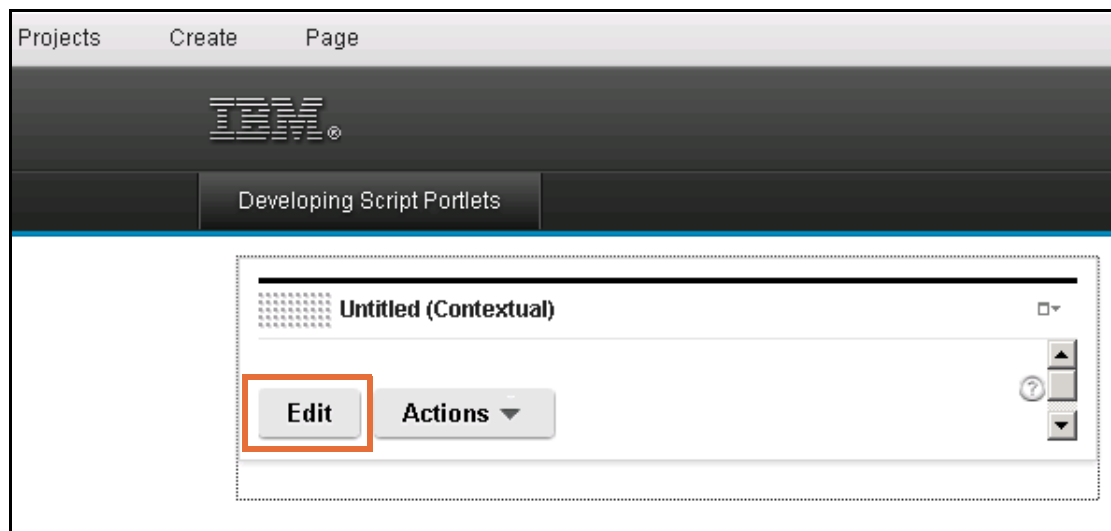 Projects Create Page
IBM®
Developing Script Portlets
Untitled (Contextual)
?
Edit Actions